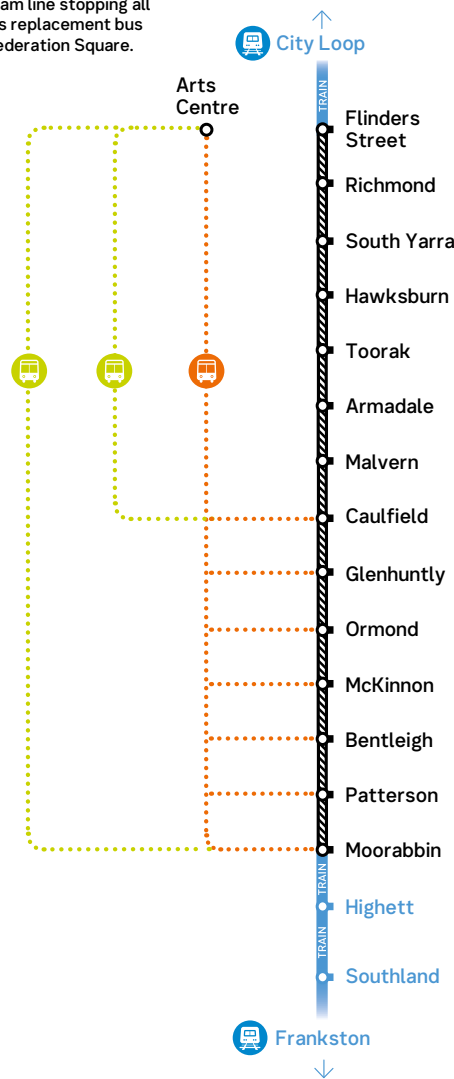 am line stopping all
s replacement bus
ederation Square.
City Loop
TRAIN
Arts
Centre
Flinders
Street
Richmond
South Yarra
Hawksburn
Toorak
Armadale
Malvern
Caulfield
Glenhuntly
Ormond
McKinnon
Bentleigh
Patterson
Moorabbin
TRAIN
Highett
TRAIN
Southland
Frankston